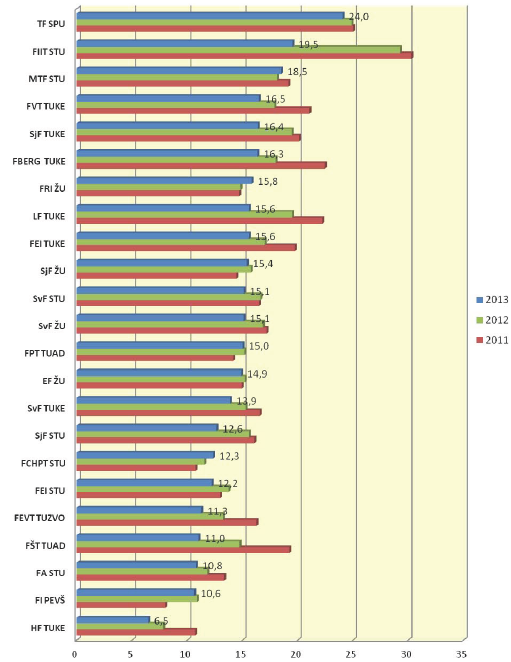 TF SPU 24,0
FIIT STU 19,5
MTF STU 18,5
FVT TUKE 16,5
SjF TUKE 16,4
FBERG TUKE 16,3
FRI ŽU 15,8
LF TUKE 15,6
FEI TUKE 15,6
SjF ŽU 15,4
SvF STU 15,1
SvF ŽU 15,1
FPT TUAD 15,0
EF ŽU 14,9
SvF TUKE 13,9
SjF STU 12,6
FCHPT STU 12,3
FEI STU 12,2
FEVT TUZVO 11,3
FŠT TUAD 11,0
FA STU 10,8
FI PEVŠ 10,6
HF TUKE 6,5
0 5 10 15 20 25 30 35
2013
2012
2011